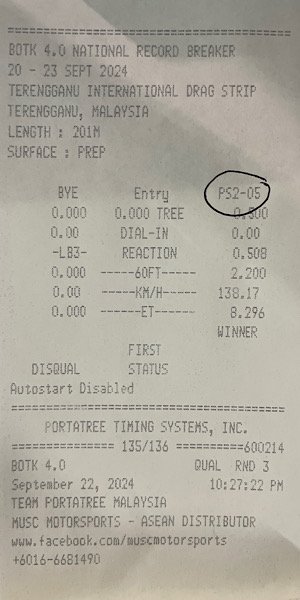 ==================================
BOTK 4.0 NATIONAL RECORD BREAKER
20 - 23 SEPT 2024
TERENGGANU INTERNATIONAL DRAG STRIP
TERENGGANU, MALAYSIA
LENGTH : 201M
SURFACE : PREP
BYE Entry PS2-05
0.000 0.000 TREE 0.500
0.00 DIAL-IN 0.00
-LB3- REACTION 0.508
0.000 -----60FT------ 2.200
0.00 -----KM/H----- 138.17
0.000 ------ET------ 8.296
WINNER
FIRST
DISQUAL STATUS
Autostart Disabled
==================================
PORTATREE TIMING SYSTEMS, INC.
============== 135/136 ==========600214
BOTK 4.0 QUAL RND 3
September 22, 2024 10:27:22 PM
TEAM PORTATREE MALAYSIA
MUSC MOTORSPORTS - ASEAN DISTRIBUTOR
www.facebook.com/muscmotorsports
+6016-6681490